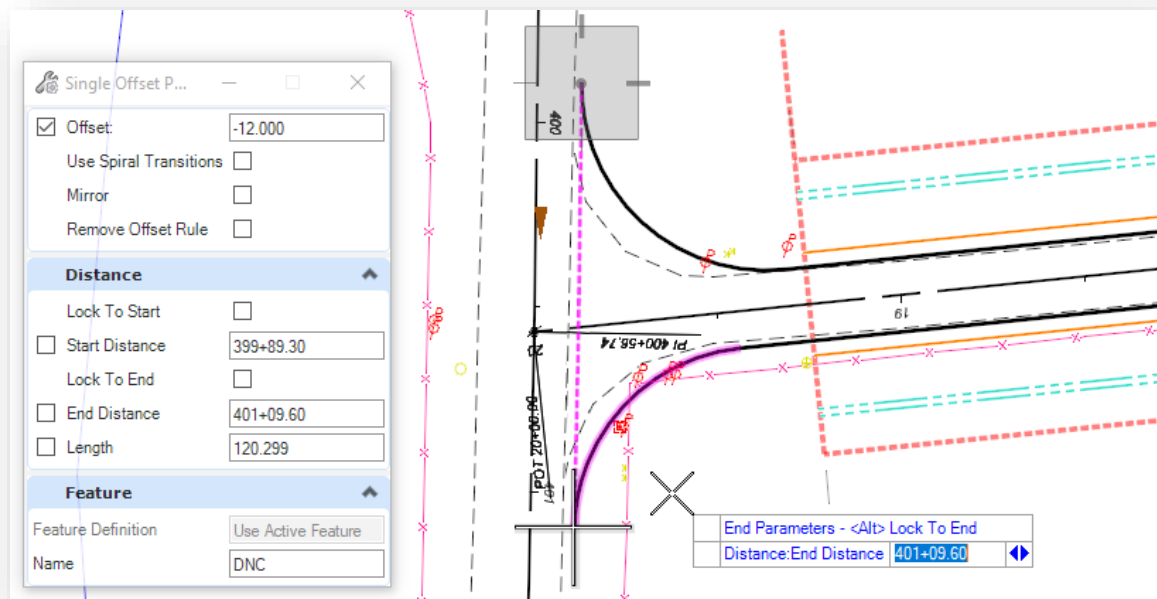 Single Offset P...
Offset: -12.000
Use Spiral Transitions
Mirror
Remove Offset Rule
Distance
Lock To Start
Start Distance 399+89.30
Lock To End
End Distance 401+09.60
Length 120.299
Feature
Feature Definition Use Active Feature
Name DNC
400
19
PI 400+56.74
20
POT 20+00.00
401
End Parameters - <Alt> Lock To End
Distance:End Distance 401+09.60